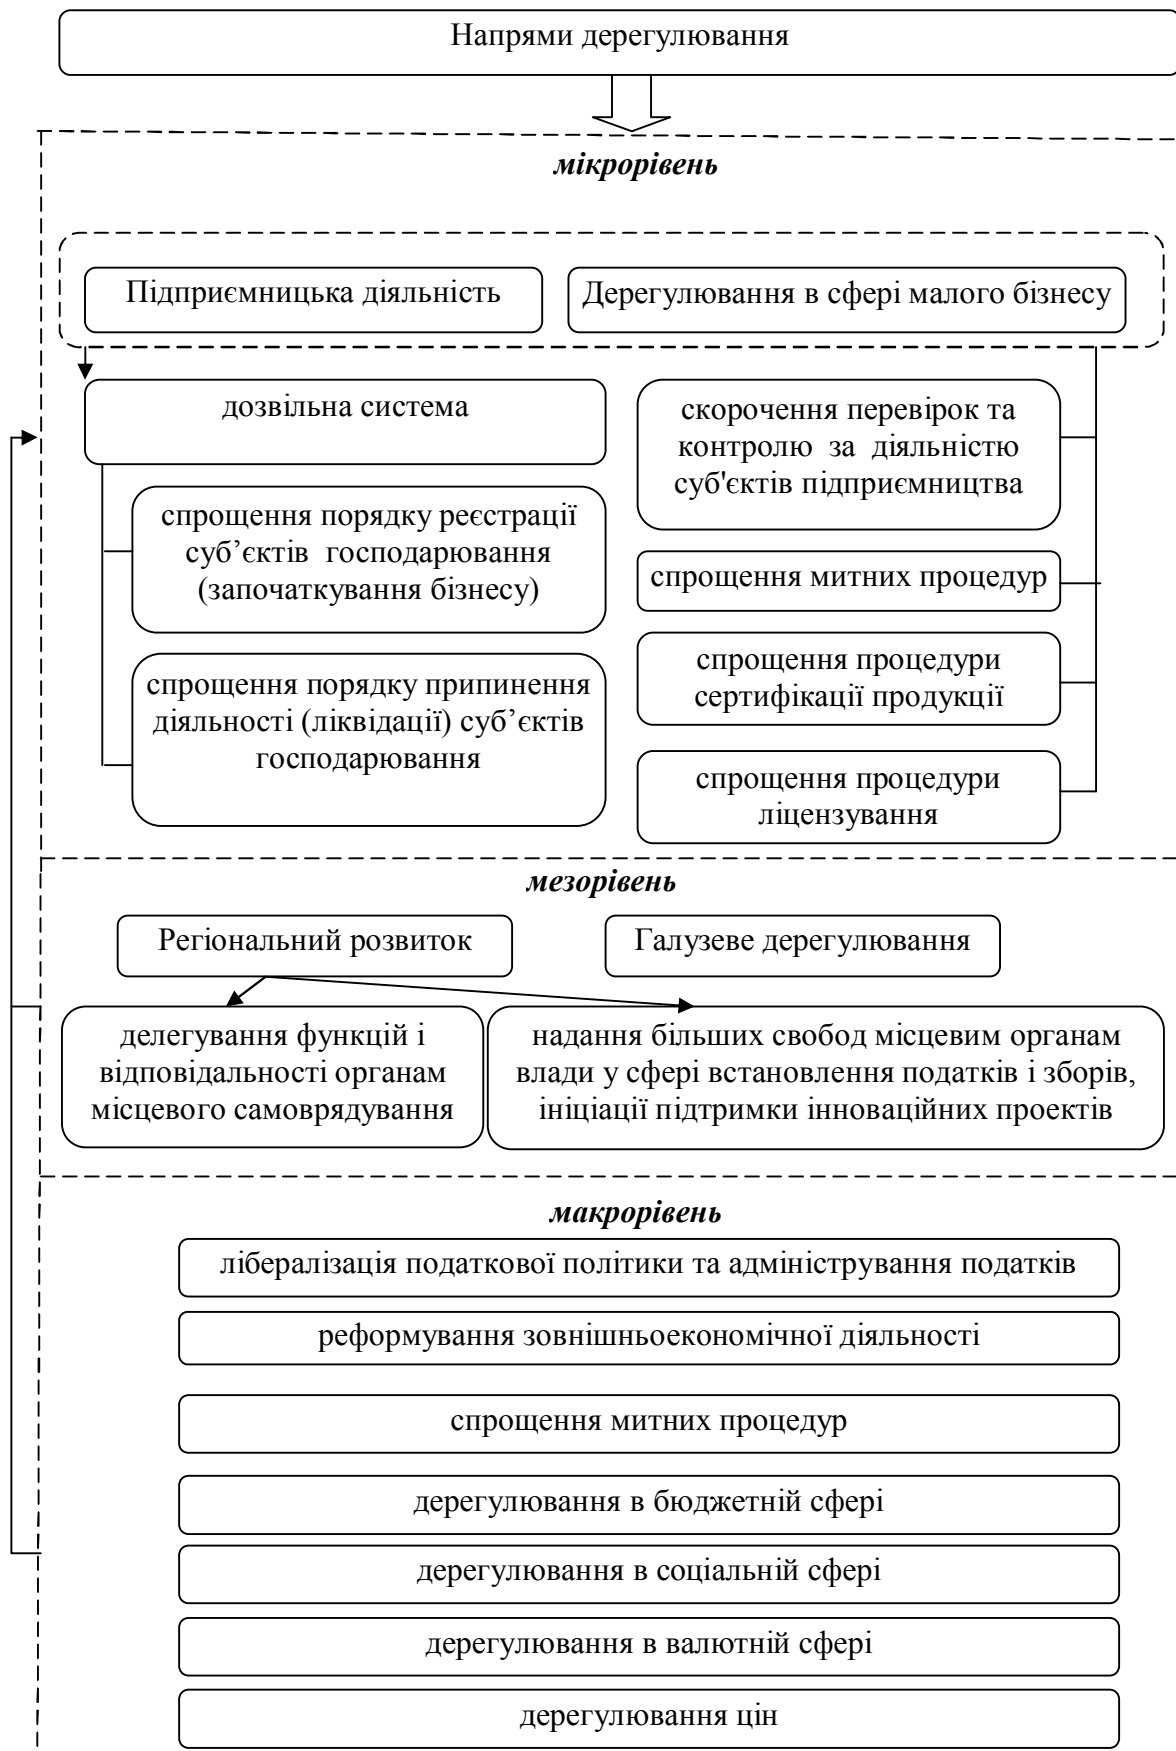 Напрями дерегулювання
мікрорівень
Підприємницька діяльність
Дерегулювання в сфері малого бізнесу
дозвільна система
спрощення порядку реєстрації
суб’єктів господарювання
(започаткування бізнесу)
спрощення порядку припинення
діяльності (ліквідації) суб’єктів
господарювання
скорочення перевірок та
контролю за діяльністю
суб'єктів підприємництва
спрощення митних процедур
спрощення процедури
сертифікації продукції
спрощення процедури
ліцензування
мезорівень
Регіональний розвиток
Галузеве дерегулювання
делегування функцій і
відповідальності органам
місцевого самоврядування
надання більших свобод місцевим органам
влади у сфері встановлення податків і зборів,
ініціації підтримки інноваційних проектів
макрорівень
лібералізація податкової політики та адміністрування податків
реформування зовнішньоекономічної діяльності
спрощення митних процедур
дерегулювання в бюджетній сфері
дерегулювання в соціальній сфері
дерегулювання в валютній сфері
дерегулювання цін